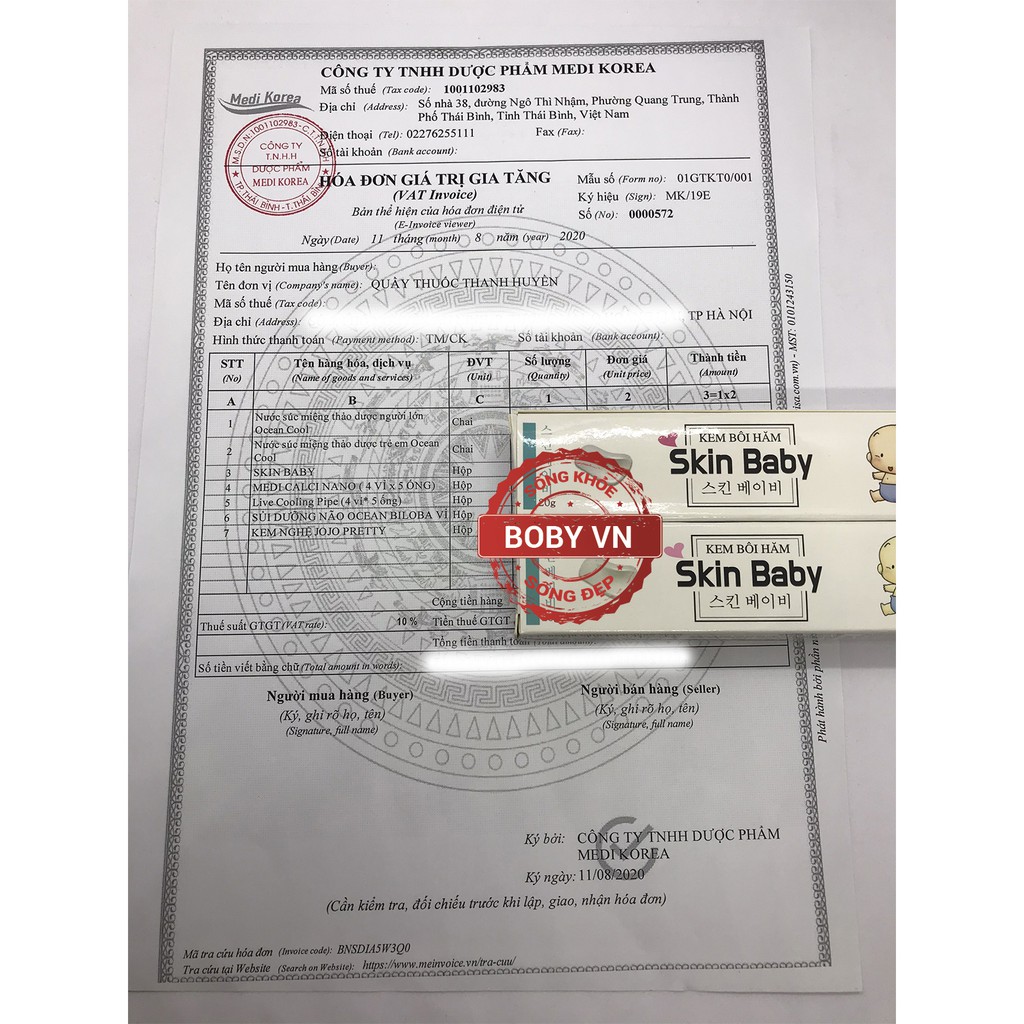 CÔNG TY TNHH DƯỢC PHẨM MEDI KOREA
Medi Korea
Mã số thuế (Tax code): 1001102983
Địa chỉ (Address): Số nhà 38, đường Ngô Thì Nhậm, Phường Quang Trung, Thành
Phố Thái Bình, Tỉnh Thái Bình, Việt Nam
Điện thoại (Tel): 02276255111 Fax (Fax):
Số tài khoản (Bank account):
M.S.D.N:1001102983-C.T.T.N.H.H
CÔNG TY
T.N.H.H
DƯỢC PHẨM
MEDI KOREA
TP THÁI BÌNH - T.THÁI BÌNH
HÓA ĐƠN GIÁ TRỊ GIA TĂNG
(VAT Invoice)
Bản thể hiện của hóa đơn điện tử
(E-Invoice viewer)
Ngày(Date) 11 tháng(month) 8 năm (year) 2020
Mẫu số (Form no): 01GTKT0/001
Ký hiệu (Sign): MK/19E
Số (No): 0000572
Họ tên người mua hàng(Buyer):
Tên đơn vị (Company's name): QUẦY THUỐC THANH HUYỀN
Mã số thuế (Tax code):
Địa chỉ (Address): TP HÀ NỘI
Hình thức thanh toán (Payment method): TM/CK Số tài khoản (Bank account):
STT Tên hàng hóa, dịch vụ ĐVT Số lượng Đơn giá Thành tiền
(No) (Name of goods and services) (Unit) (Quantity) (Unit price) (Amount)
A B C 1 2 3=1x2
1 Nước súc miệng thảo dược người lớn Ocean Cool Chai
2 Nước súc miệng thảo dược trẻ em Ocean Cool Chai
3 SKIN BABY Hộp
4 MEDI CALCI NANO ( 4 VỈ x 5 ỐNG) Hộp
5 Live Cooling Pipe (4 vỉ* 5 ống) Hộp
6 SỦI DƯỠNG NÃO OCEAN BILOBA VỈ Hộp
7 KEM NGHỆ JOJO PRETTY Hộp
Cộng tiền hàng
Thuế suất GTGT (VAT rate): 10 % Tiền thuế GTGT
Tổng tiền thanh toán
Số tiền viết bằng chữ (Total amount in words):
KEM BÔI HĂM
Skin Baby
스킨 베이비
20g
KEM BÔI HĂM
Skin Baby
스킨 베이비
SỐNG KHỎE
BOBY VN
SỐNG ĐẸP
Người mua hàng (Buyer) Người bán hàng (Seller)
(Ký, ghi rõ họ, tên) (Ký, ghi rõ họ, tên)
(Signature, full name) (Signature, full name)
Ký bởi: CÔNG TY TNHH DƯỢC PHẨM
MEDI KOREA
Ký ngày: 11/08/2020
(Cần kiểm tra, đối chiếu trước khi lập, giao, nhận hóa đơn)
Mã tra cứu hóa đơn (Invoice code): BNSDIA5W3Q0
Tra cứu tại Website (Search on Website): https://www.meinvoice.vn/tra-cuu/
Phát hành bởi phần
isa.com.vn) - MST: 0101243150